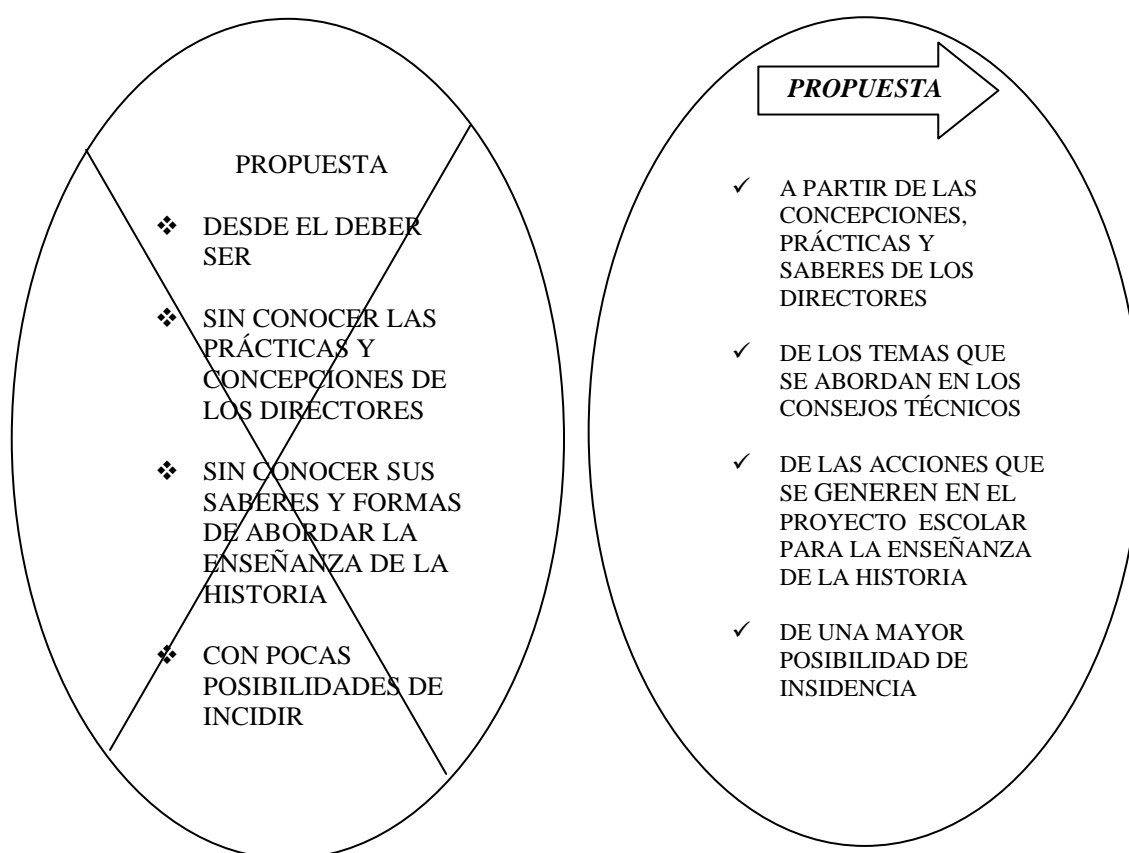 PROPUESTA
❖ DESDE EL DEBER
SER
❖ SIN CONOCER LAS
PRÁCTICAS Y
CONCEPCIONES DE
LOS DIRECTORES
❖ SIN CONOCER SUS
SABERES Y FORMAS
DE ABORDAR LA
ENSEÑANZA DE LA
HISTORIA
❖ CON POCAS
POSIBILIDADES DE
INCIDIR
PROPUESTA
✓ A PARTIR DE LAS
CONCEPCIONES,
PRÁCTICAS Y
SABERES DE LOS
DIRECTORES
✓ DE LOS TEMAS QUE
SE ABORDAN EN LOS
CONSEJOS TÉCNICOS
✓ DE LAS ACCIONES QUE
SE GENEREN EN EL
PROYECTO ESCOLAR
PARA LA ENSEÑANZA
DE LA HISTORIA
✓ DE UNA MAYOR
POSIBILIDAD DE
INSIDENCIA